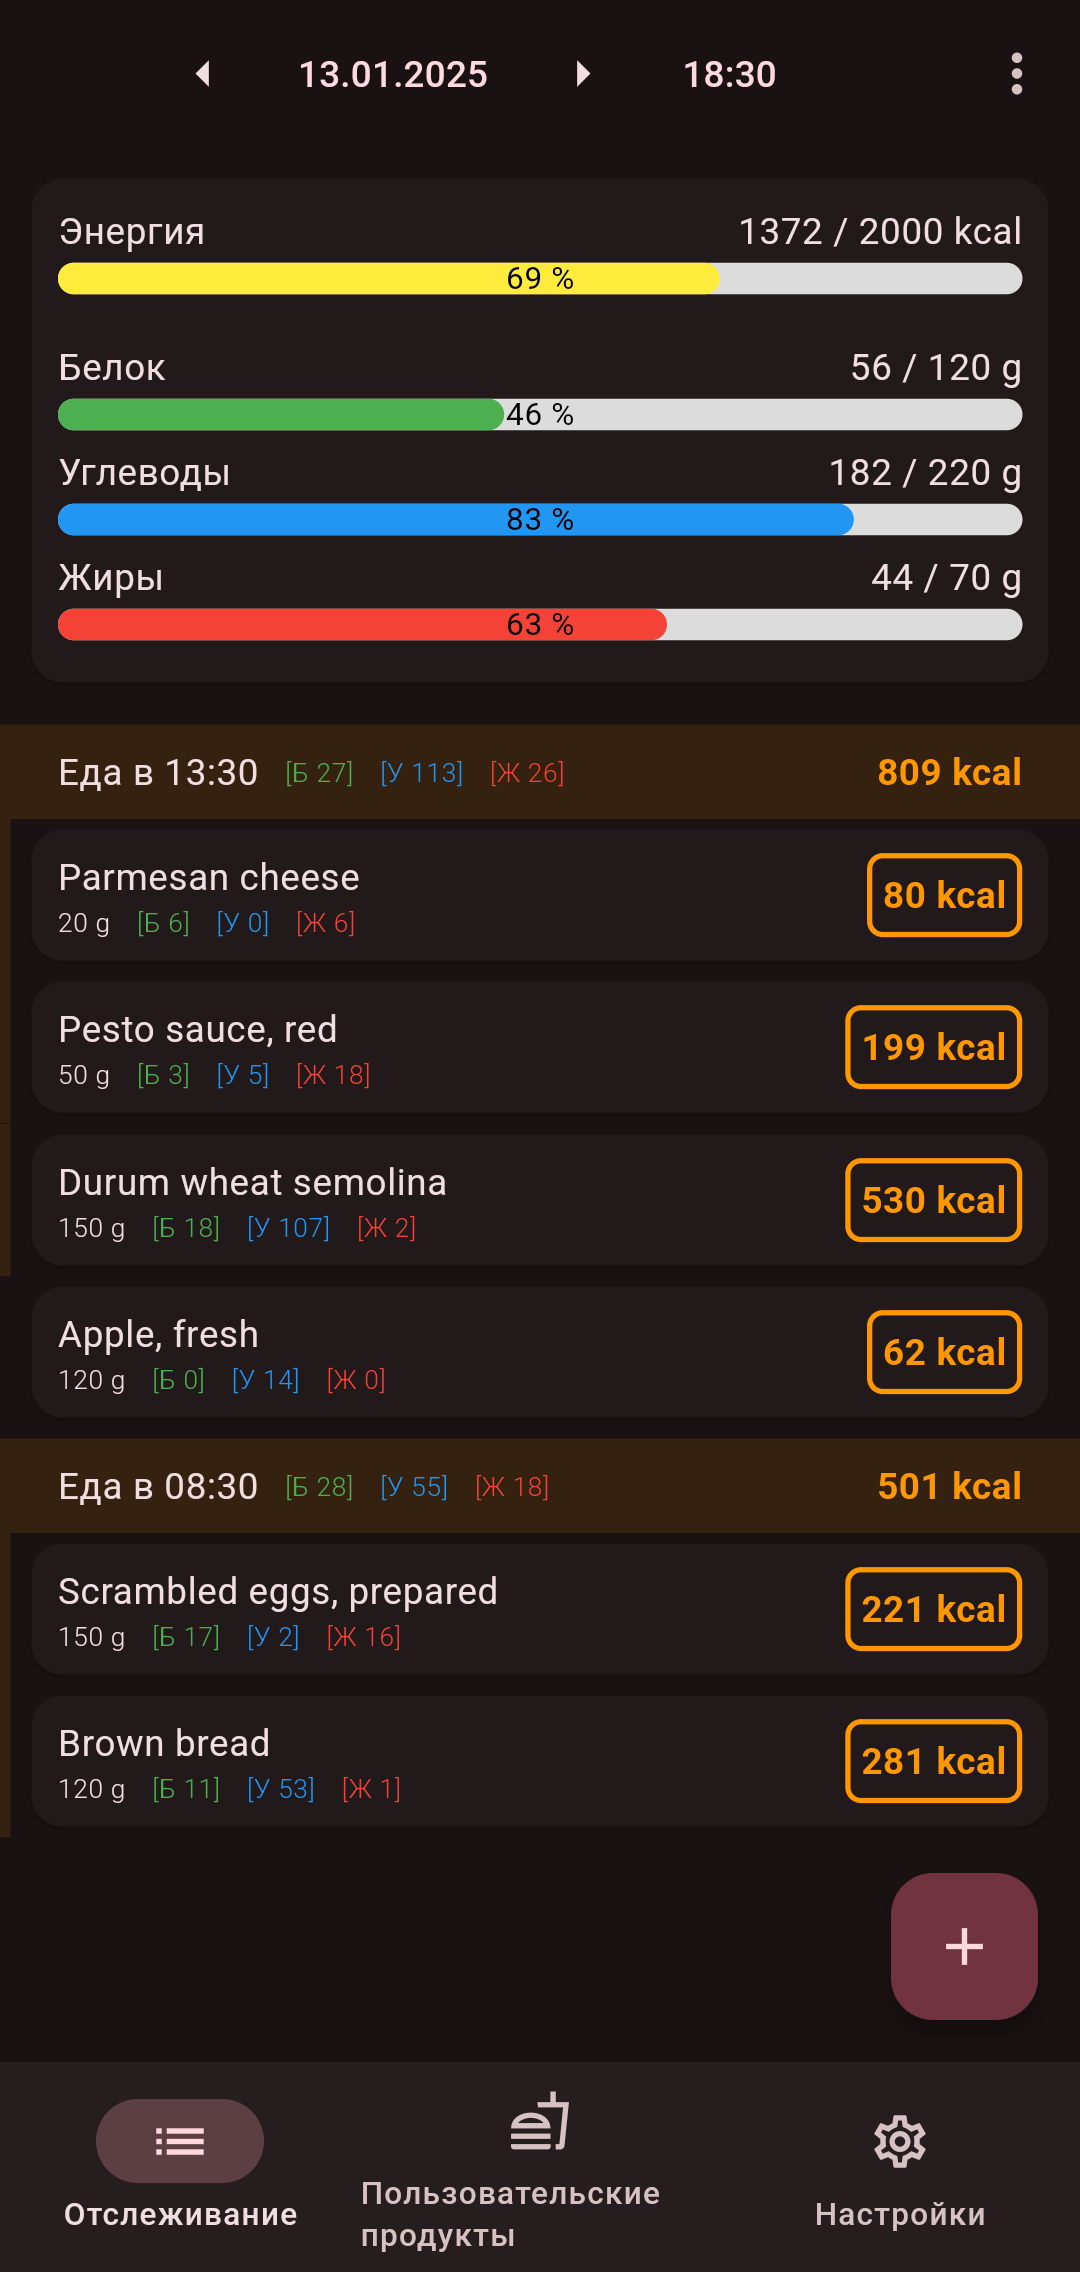 13.01.2025 18:30
Энергия 1372 / 2000 kcal
69 %
Белок 56 / 120 g
46 %
Углеводы 182 / 220 g
83 %
Жиры 44 / 70 g
63 %
Еда в 13:30 [Б 27] [У 113] [Ж 26] 809 kcal
Parmesan cheese
20 g [Б 6] [У 0] [Ж 6]
80 kcal
Pesto sauce, red
50 g [Б 3] [У 5] [Ж 18]
199 kcal
Durum wheat semolina
150 g [Б 18] [У 107] [Ж 2]
530 kcal
Apple, fresh
120 g [Б 0] [У 14] [Ж 0]
62 kcal
Еда в 08:30 [Б 28] [У 55] [Ж 18] 501 kcal
Scrambled eggs, prepared
150 g [Б 17] [У 2] [Ж 16]
221 kcal
Brown bread
120 g [Б 11] [У 53] [Ж 1]
281 kcal
Отслеживание
Пользовательские
продукты
Настройки